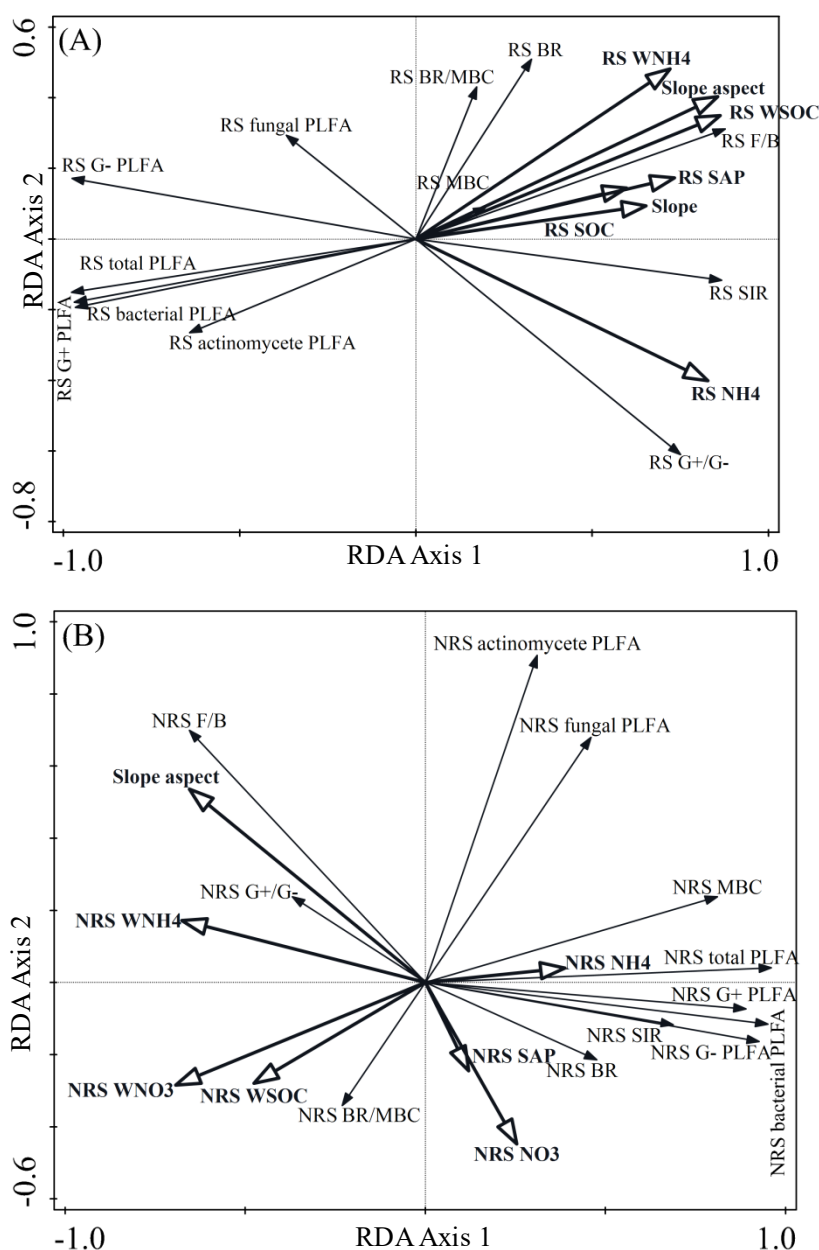 0.6
(A)
RS BR
RS WNH4
RS BR/MBC
Slope aspect
RS WSOC
RS fungal PLFA
RS F/B
RS G- PLFA
RS MBC
RS SAP
Slope
RS SOC
RDA Axis 2
RS total PLFA
RS SIR
RS bacterial PLFA
RS G+ PLFA
RS actinomycete PLFA
RS NH4
RS G+/G-
-0.8
-1.0
RDA Axis 1
1.0
1.0
(B)
NRS actinomycete PLFA
NRS F/B
NRS fungal PLFA
Slope aspect
NRS G+/G-
NRS MBC
NRS WNH4
NRS NH4
NRS total PLFA
RDA Axis 2
NRS G+ PLFA
NRS SIR
NRS G- PLFA
NRS SAP
NRS BR
NRS bacterial PLFA
NRS WNO3
NRS WSOC
NRS BR/MBC
NRS NO3
-0.6
-1.0
RDA Axis 1
1.0